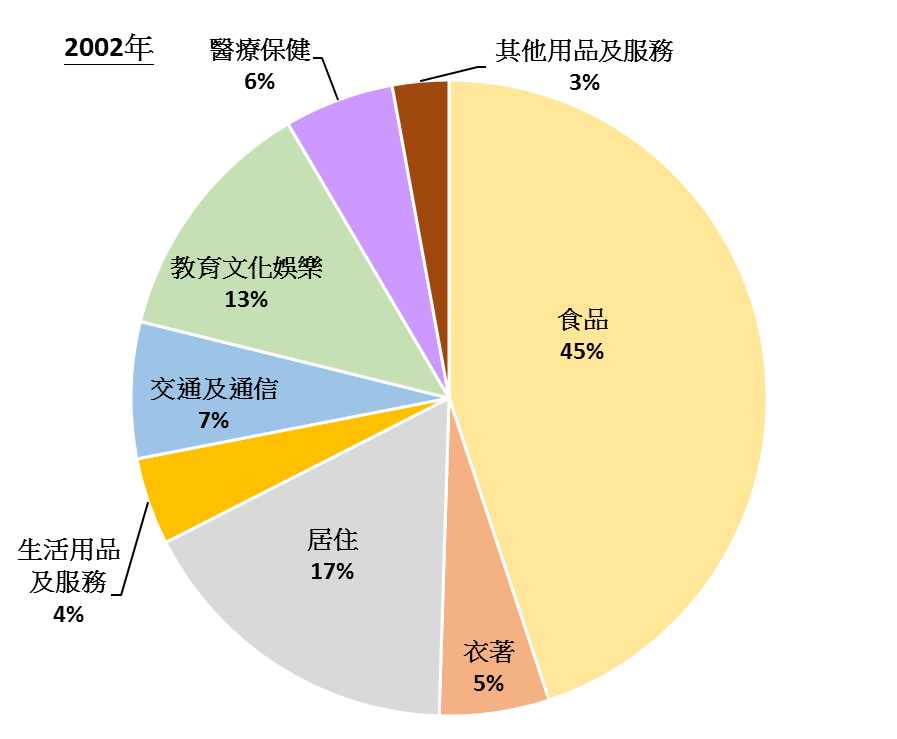 2002年
醫療保健
6%
其他用品及服務
3%
教育文化娛樂
13%
食品
45%
交通及通信
7%
生活用品
及服務
4%
居住
17%
衣著
5%